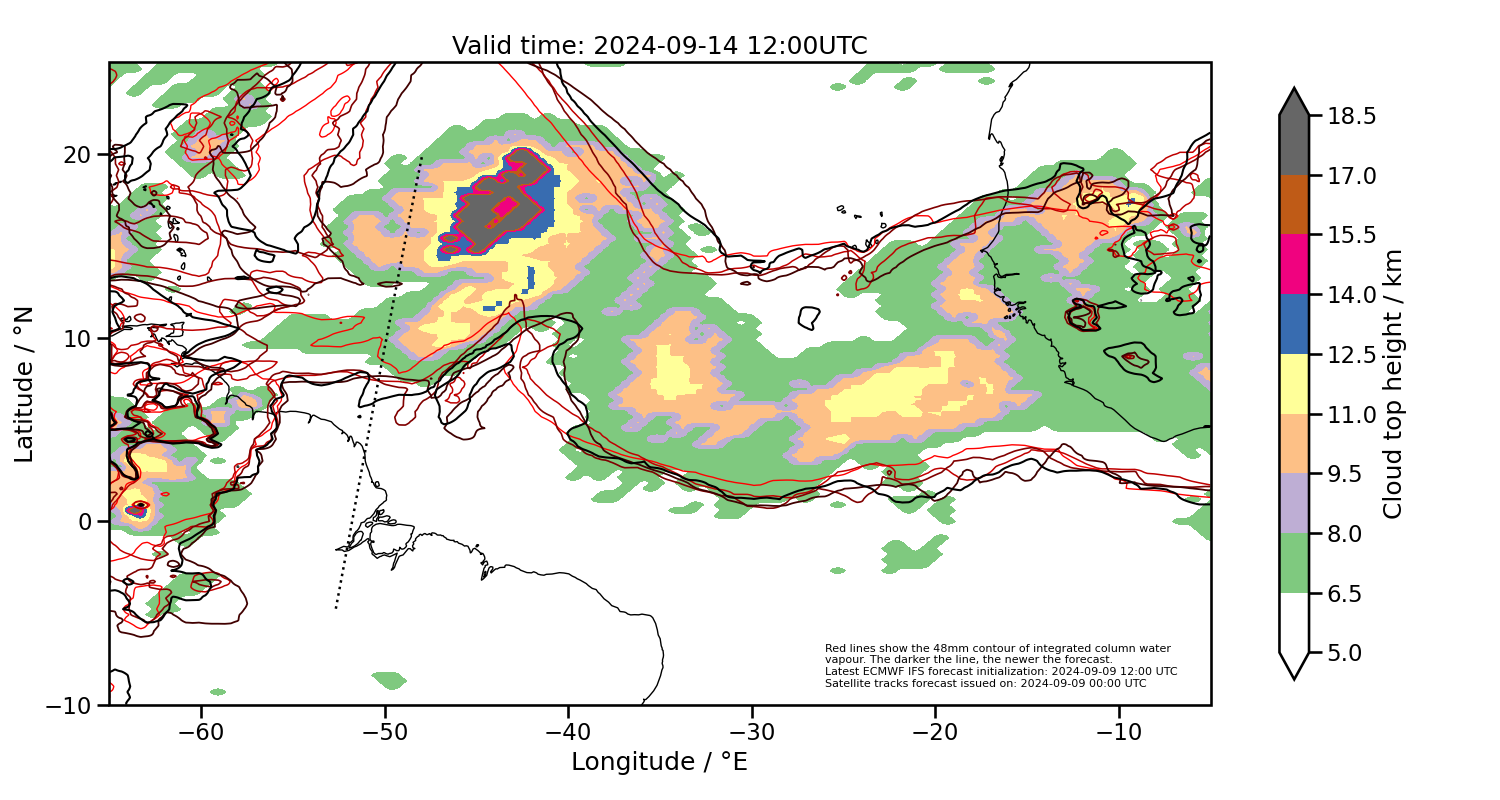 Valid time: 2024-09-14 12:00UTC
20
10
0
−10
Latitude / °N
−60
−50
−40
−30
−20
−10
Longitude / °E
Red lines show the 48mm contour of integrated column water
vapour. The darker the line, the newer the forecast.
Latest ECMWF IFS forecast initialization: 2024-09-09 12:00 UTC
Satellite tracks forecast issued on: 2024-09-09 00:00 UTC
18.5
17.0
15.5
14.0
12.5
11.0
9.5
8.0
6.5
5.0
Cloud top height / km